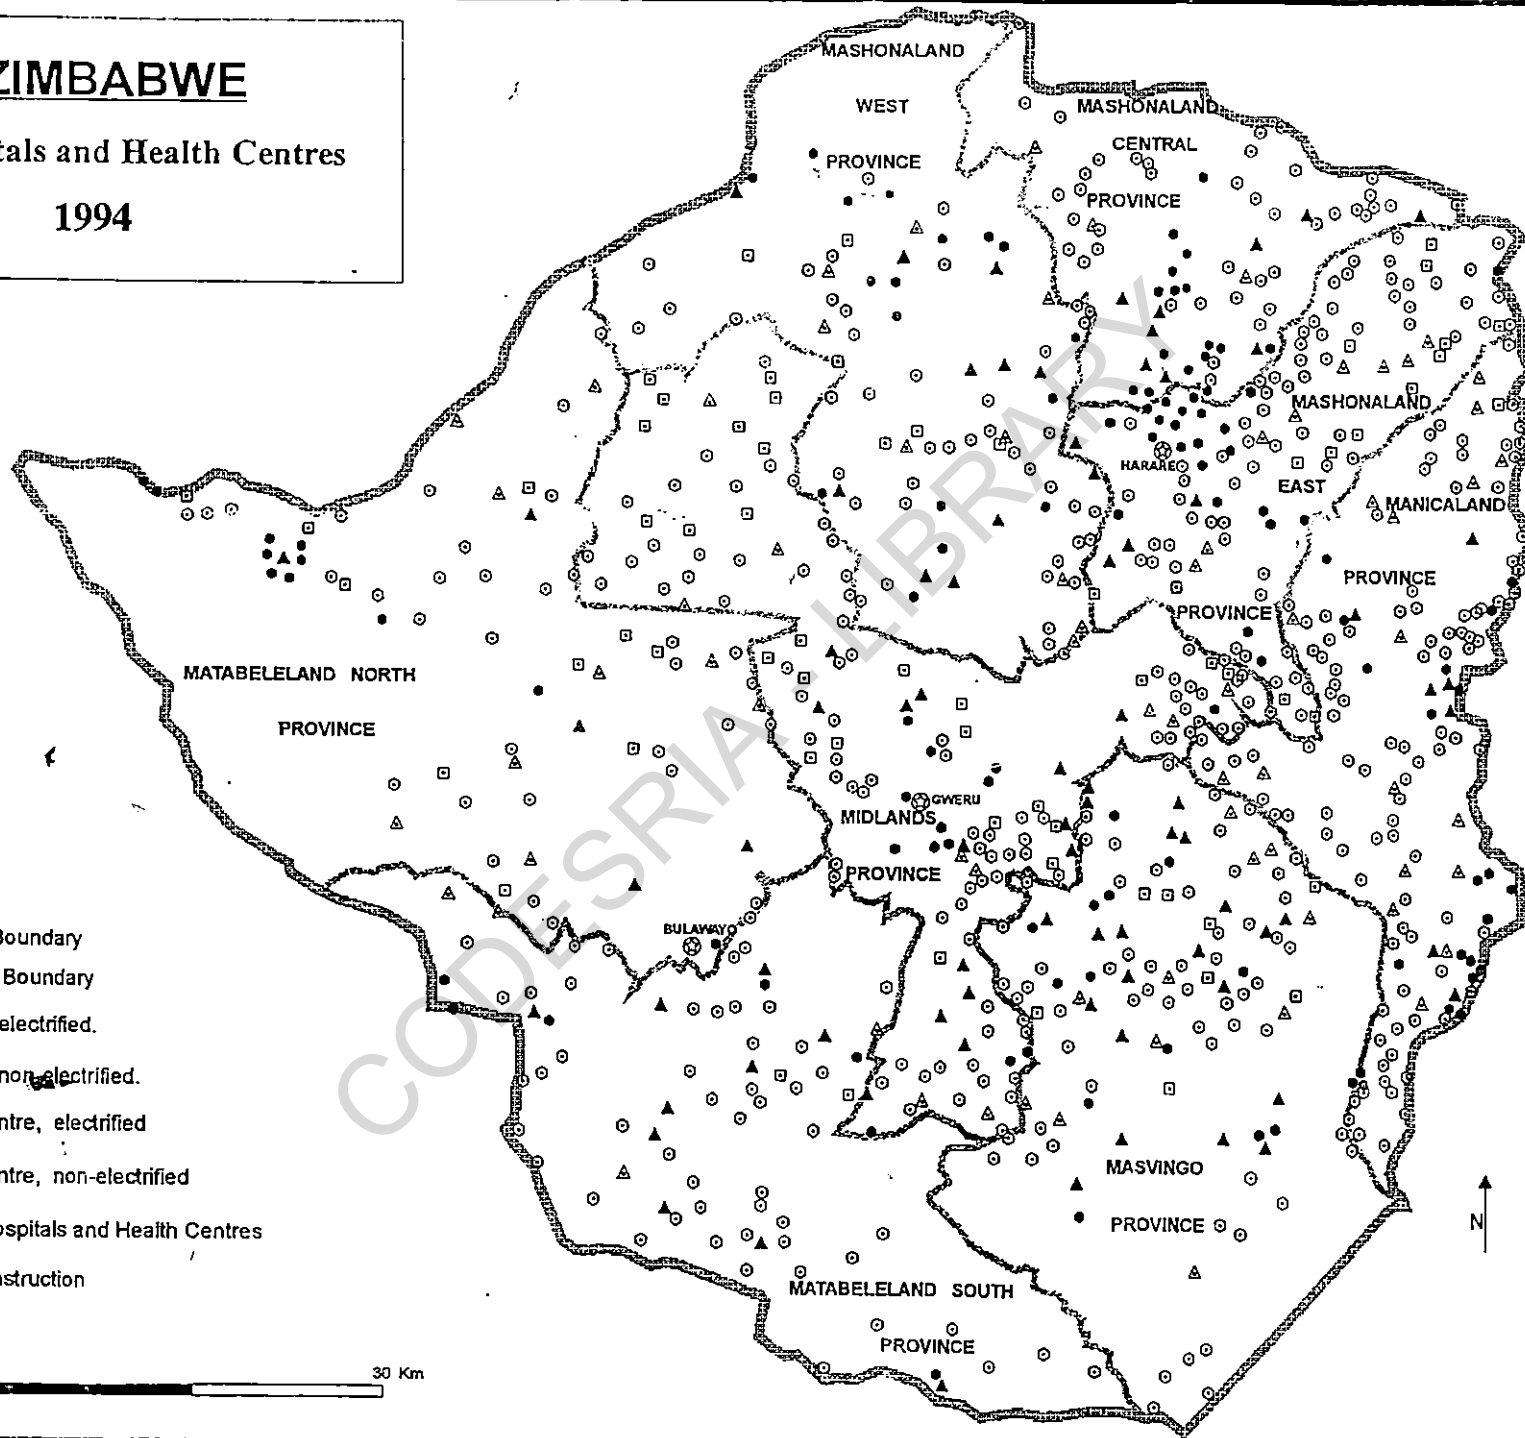 ZIMBABWE
tals and Health Centres
1994
MASHONALAND
WEST
PROVINCE
MASHONALAND
CENTRAL
PROVINCE
MASHONALAND
HARARE
EAST
MANICALAND
PROVINCE
PROVINCE
MATABELELAND NORTH
PROVINCE
GWERU
MIDLANDS
PROVINCE
BULAWAYO
Boundary
Boundary
electrified.
non-electrified.
ntre, electrified
ntre, non-electrified
ospitals and Health Centres
nstruction
30 Km
MASVINGO
PROVINCE
N
MATABELELAND SOUTH
PROVINCE
CODESRIA - LIBRARY